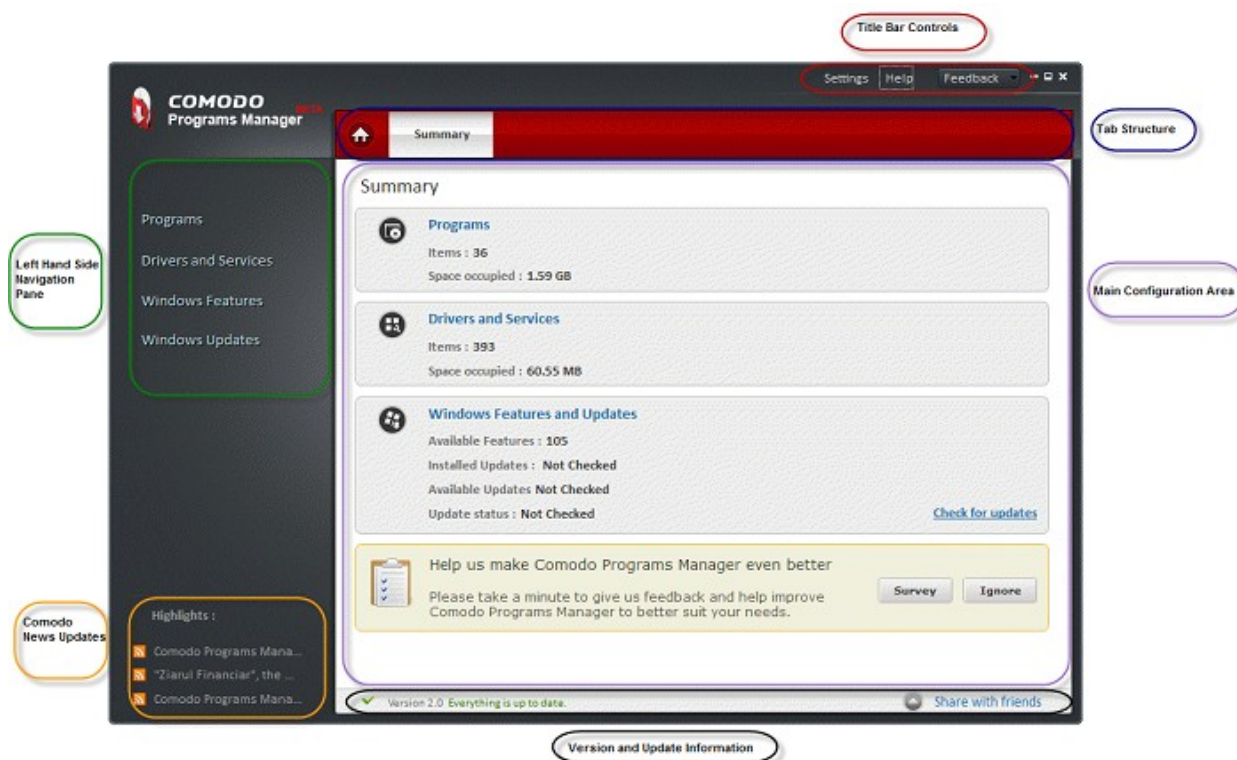 Title Bar Controls
Settings Help Feedback
COMODO BETA
Programs Manager
Summary
Tab Structure
Summary
Programs
Drivers and Services
Windows Features
Windows Updates
Left Hand Side
Navigation
Pane
Programs
Items : 36
Space occupied : 1.59 GB
Drivers and Services
Items : 393
Space occupied : 60.55 MB
Windows Features and Updates
Available Features : 105
Installed Updates : Not Checked
Available Updates Not Checked
Update status : Not Checked
Check for updates
Main Configuration Area
Help us make Comodo Programs Manager even better
Please take a minute to give us feedback and help improve
Comodo Programs Manager to better suit your needs.
Survey Ignore
Comodo
News Updates
Highlights :
Comodo Programs Mana...
"Ziarul Financiar", the ...
Comodo Programs Mana...
Version 2.0 Everything is up to date.
Share with friends
Version and Update Information